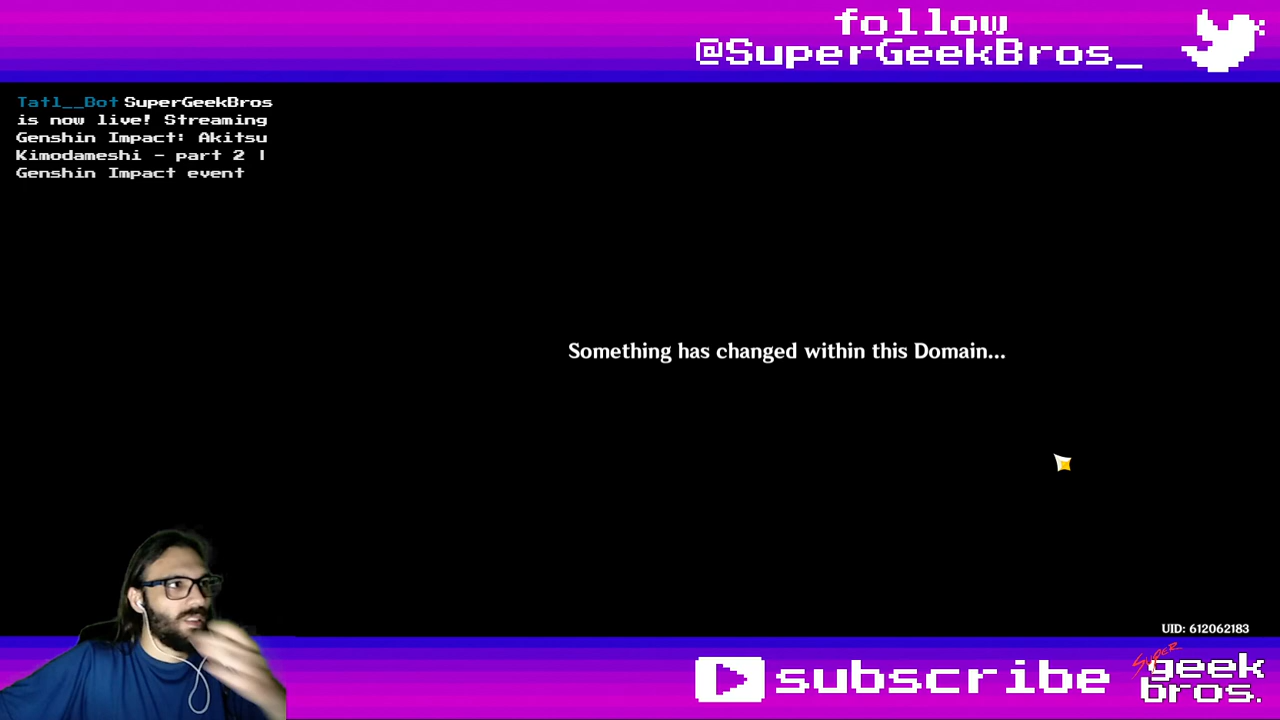 follow
@SuperGeekBros_
Tatl__Bot SuperGeekBros
is now live! Streaming
Genshin Impact: Akitsu
Kimodameshi - part 2 |
Genshin Impact event
Something has changed within this Domain...
UID: 612062183
subscribe
SUPER
geek
bros.